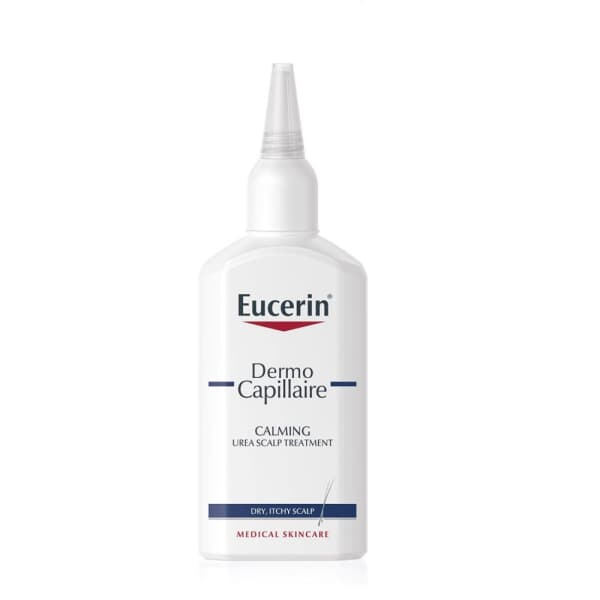 Eucerin®
Dermo
Capillaire
CALMING
UREA SCALP TREATMENT
DRY, ITCHY SCALP
MEDICAL SKINCARE